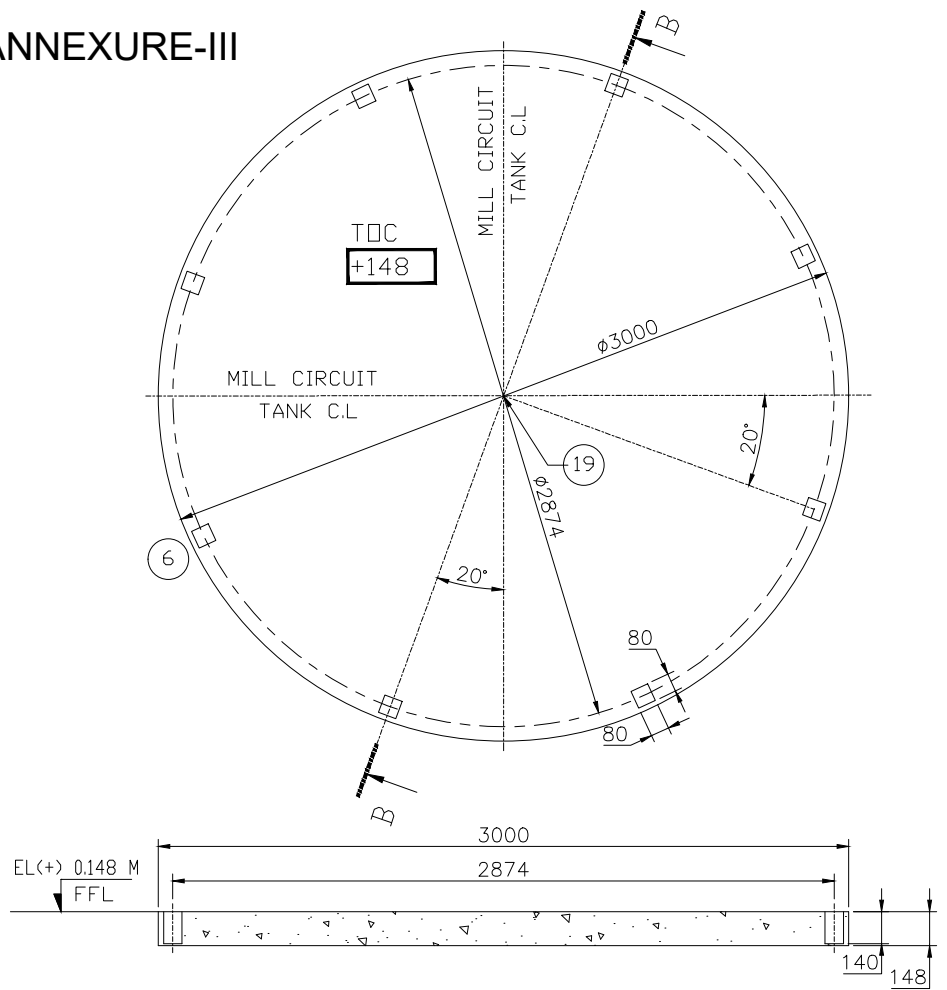 ANNEXURE-III
B
MILL CIRCUIT
TANK C.L
TOC
+148
ø3000
MILL CIRCUIT
TANK C.L
20°
19
ø2874
6
20°
80
80
B
3000
EL(+) 0.148 M
2874
FFL
140
148